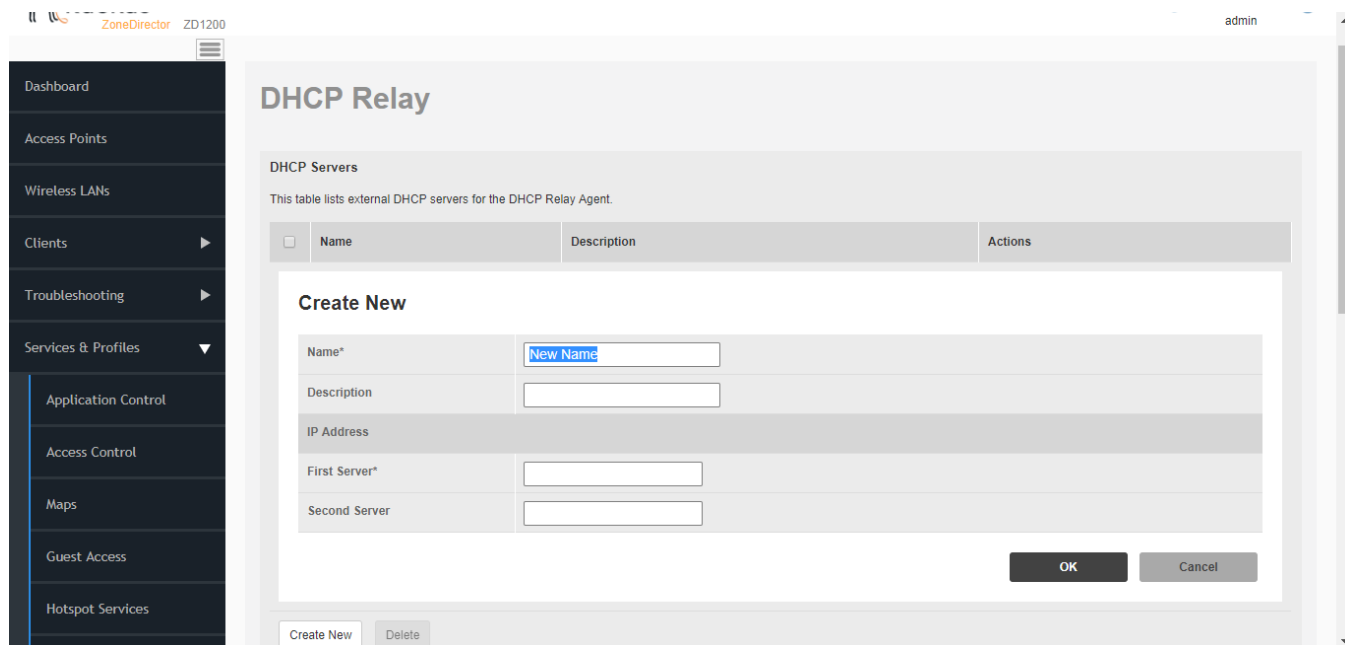 ZoneDirector ZD1200
admin
Dashboard
Access Points
Wireless LANs
Clients
Troubleshooting
Services & Profiles
Application Control
Access Control
Maps
Guest Access
Hotspot Services
DHCP Relay
DHCP Servers
This table lists external DHCP servers for the DHCP Relay Agent.
Name Description Actions
Create New
Name* New Name
Description
IP Address
First Server*
Second Server
OK Cancel
Create New Delete